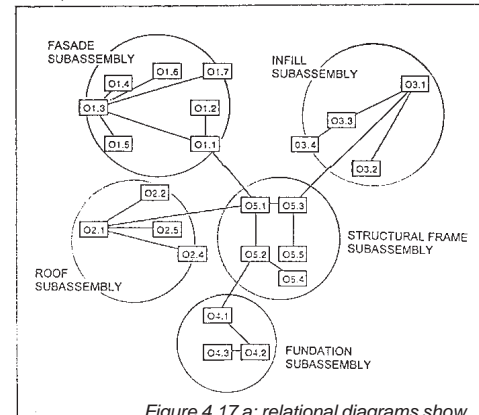 FASADE
SUBASSEMBLY
O1.4
O1.6
O1.7
O1.3
O1.2
O1.5
O1.1
INFILL
SUBASSEMBLY
O3.1
O3.3
O3.4
O3.2
O2.2
O2.1
O2.5
O2.4
ROOF
SUBASSEMBLY
O5.1
O5.3
O5.2
O5.5
O5.4
STRUCTURAL FRAME
SUBASSEMBLY
O4.1
O4.3
O4.2
FUNDATION
SUBASSEMBLY
Figure 4.17 a: relational diagrams show